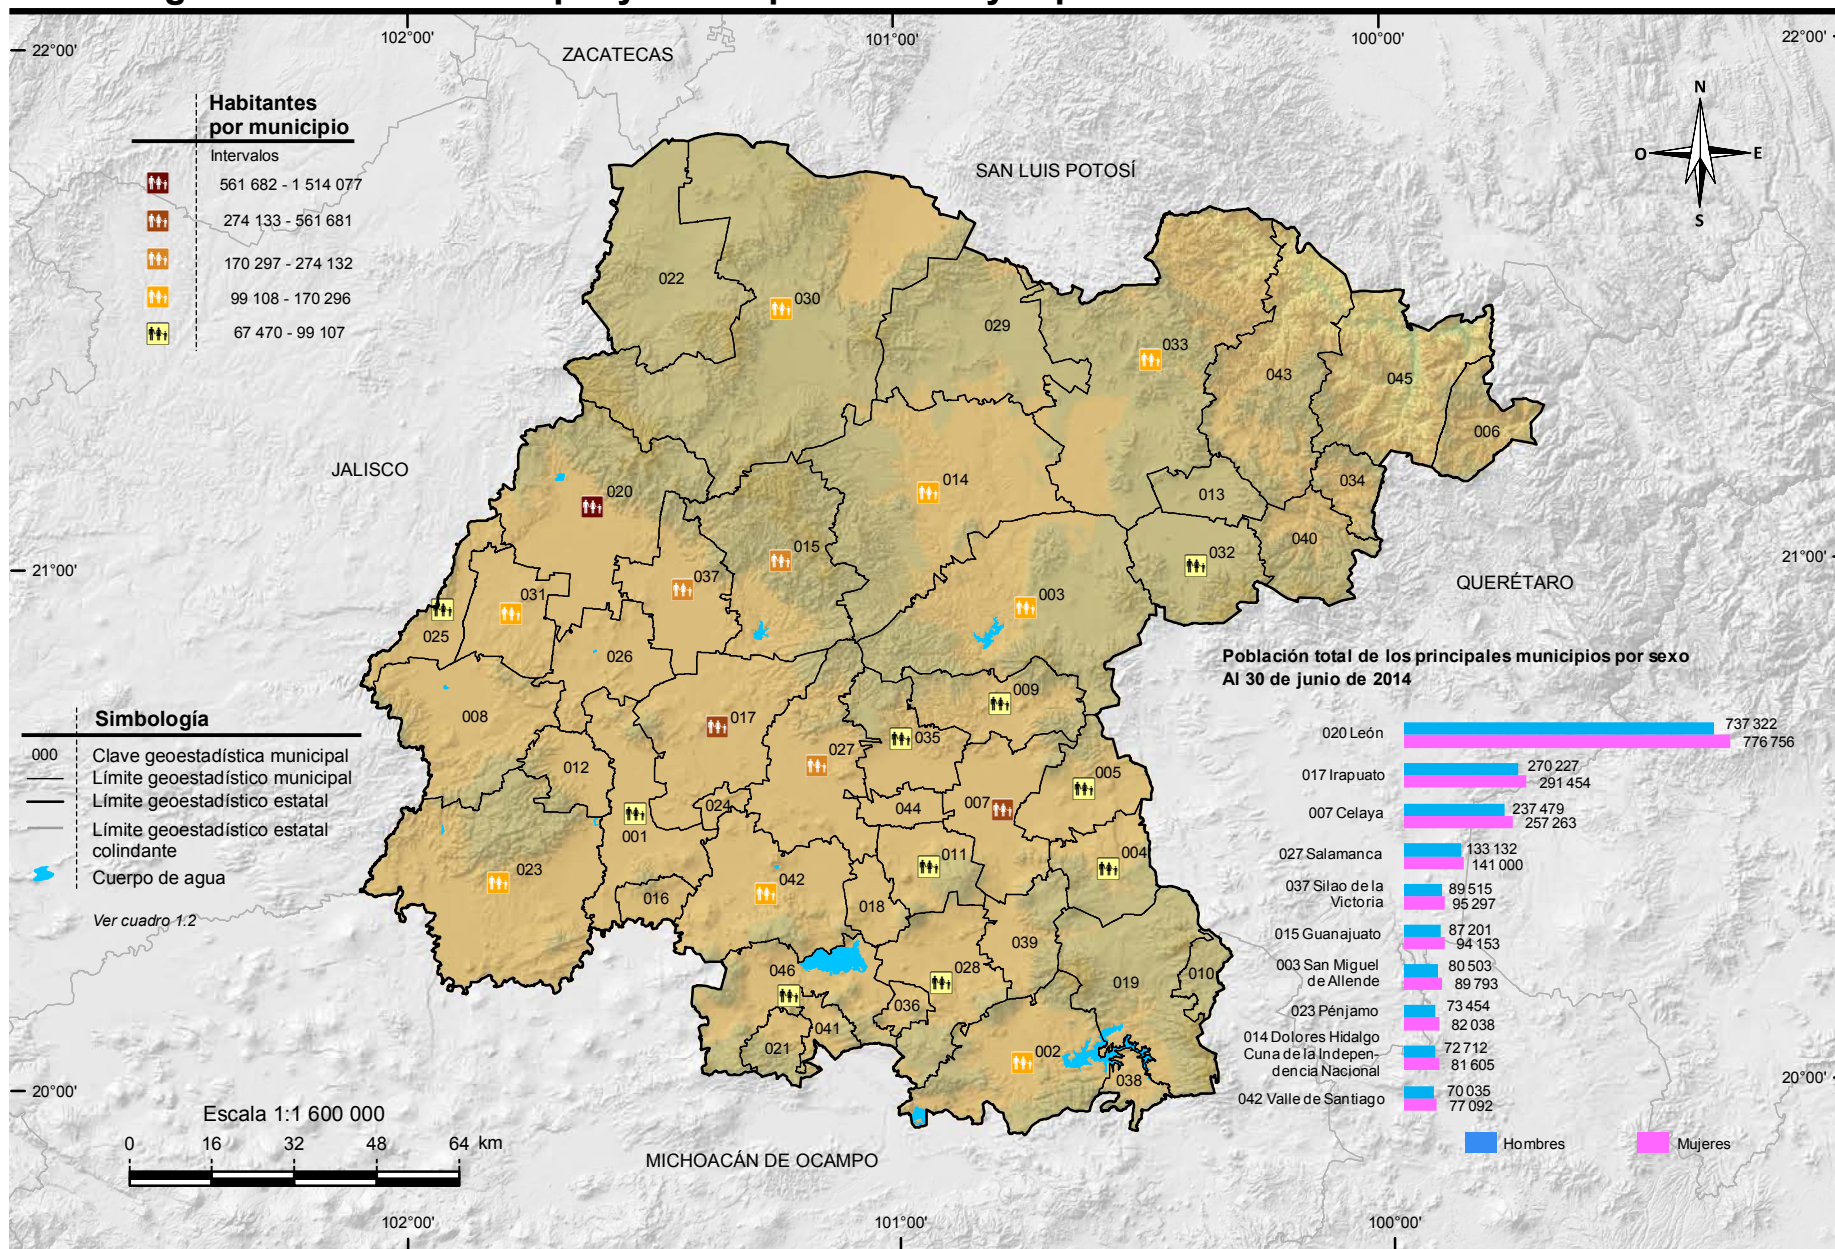 102°00'
101°00'
100°00'
22°00'
22°00'
ZACATECAS
SAN LUIS POTOSÍ
N
O
E
S
Habitantes
por municipio
Intervalos
561 682 - 1 514 077
274 133 - 561 681
170 297 - 274 132
99 108 - 170 296
67 470 - 99 107
022
030
029
033
043
045
006
JALISCO
020
014
013
034
040
015
032
037
031
003
025
026
21°00'
21°00'
QUERÉTARO
008
009
017
027
035
005
012
024
044
007
001
011
004
023
016
042
018
039
046
028
019
010
036
041
021
002
038
Simbología
000 Clave geoestadística municipal
Límite geoestadístico municipal
Límite geoestadístico estatal
Límite geoestadístico estatal
colindante
Cuerpo de agua
Ver cuadro 1.2
Población total de los principales municipios por sexo
Al 30 de junio de 2014
020 León
737 322
776 756
017 Irapuato
270 227
291 454
007 Celaya
237 479
257 263
027 Salamanca
133 132
141 000
037 Silao de la
Victoria
89 515
95 297
015 Guanajuato
87 201
94 153
003 San Miguel
de Allende
80 503
89 793
023 Pénjamo
73 454
82 038
014 Dolores Hidalgo
Cuna de la Indepen-
dencia Nacional
72 712
81 605
042 Valle de Santiago
70 035
77 092
Hombres
Mujeres
20°00'
20°00'
Escala 1:1 600 000
0 16 32 48 64 km
MICHOACÁN DE OCAMPO
102°00'
101°00'
100°00'